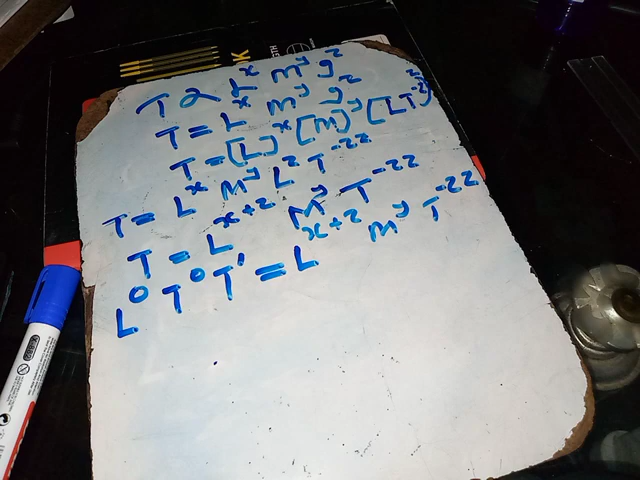 T α L^x m^y g^z
T = L^x m^y g^z
T = [L]^x [M]^y [LT^-2]^z
T = L^x M^y L^z T^-2z
T = L^x+z M^y T^-2z
L^0 T^0 T^1 = L^x+z M^y T^-2z